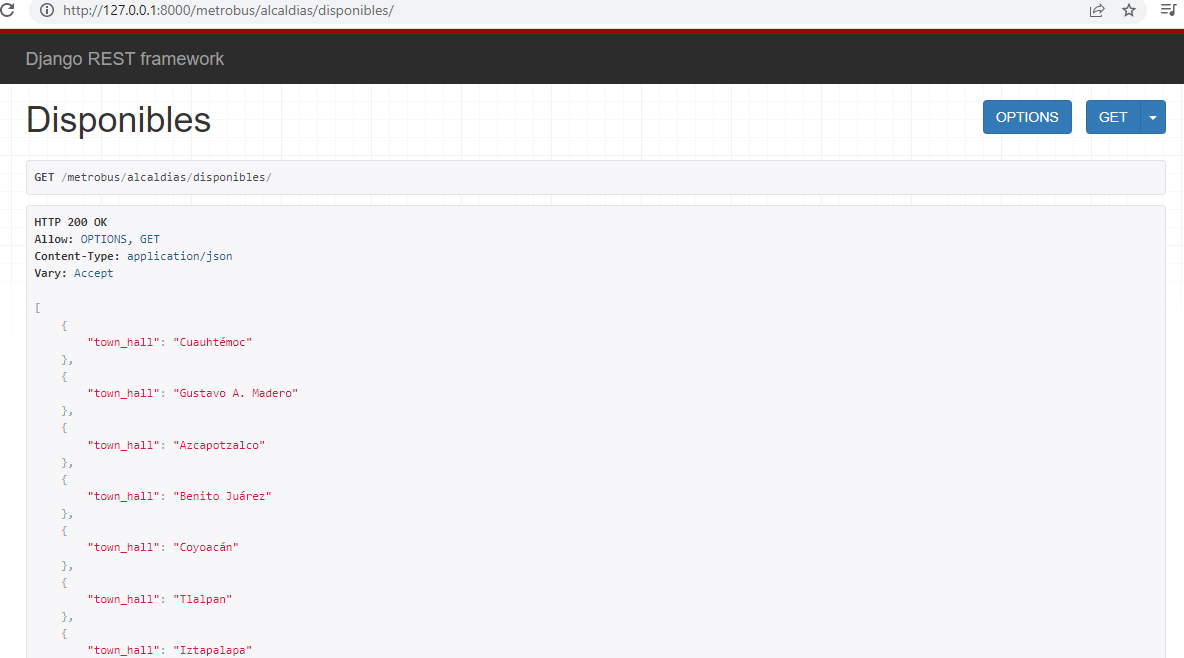 http://127.0.0.1:8000/metrobus/alcaldias/disponibles/
Django REST framework
Disponibles
OPTIONS
GET
GET /metrobus/alcaldias/disponibles/
HTTP 200 OK
Allow: OPTIONS, GET
Content-Type: application/json
Vary: Accept
[
{
"town_hall": "Cuauhtémoc"
},
{
"town_hall": "Gustavo A. Madero"
},
{
"town_hall": "Azcapotzalco"
},
{
"town_hall": "Benito Juárez"
},
{
"town_hall": "Coyoacán"
},
{
"town_hall": "Tlalpan"
},
{
"town_hall": "Iztapalapa"